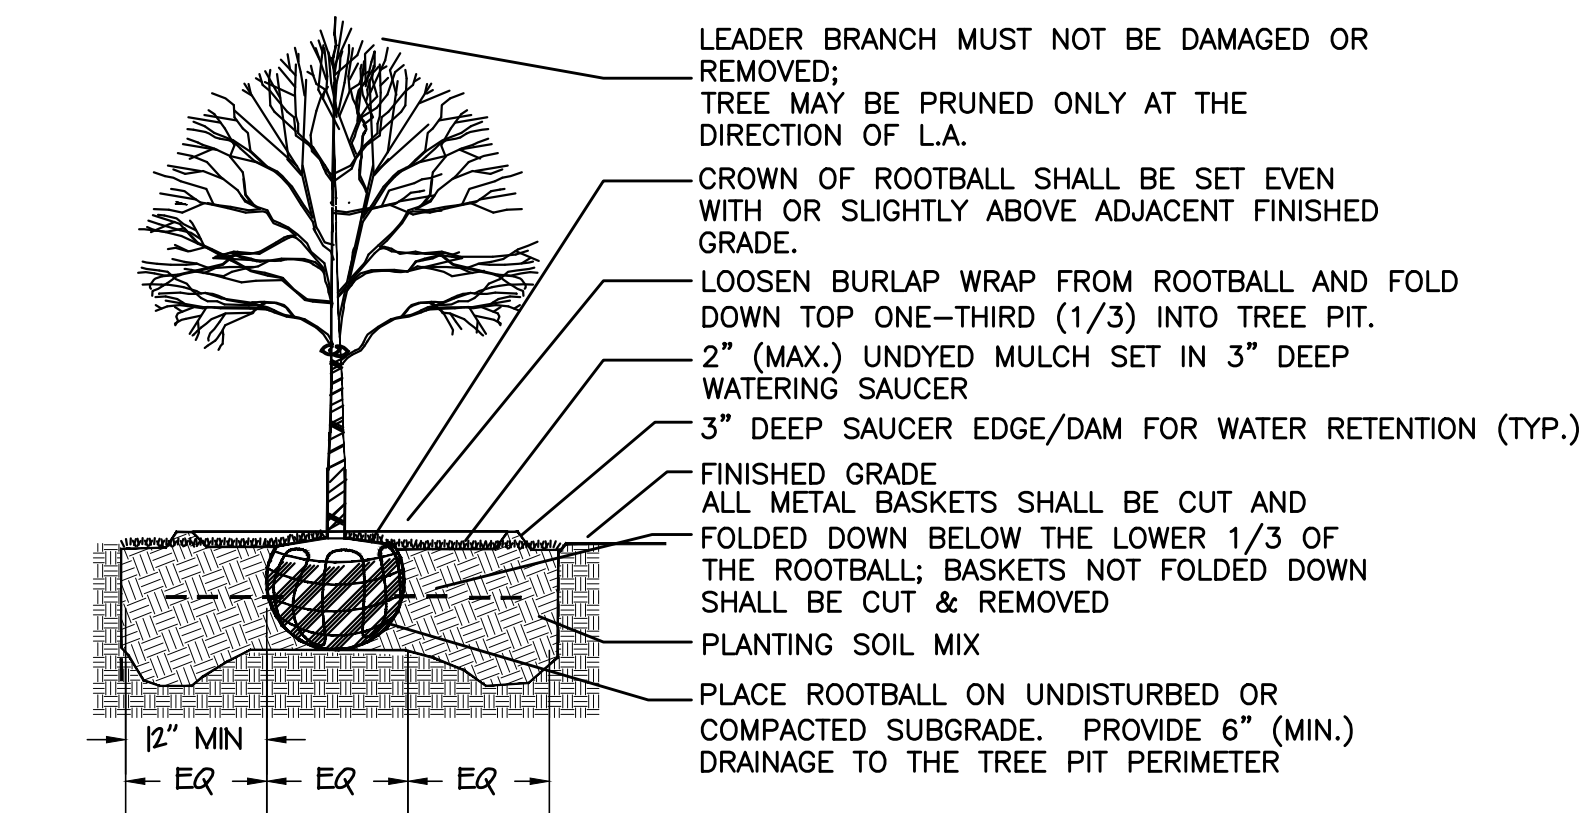 LEADER BRANCH MUST NOT BE DAMAGED OR
REMOVED;
TREE MAY BE PRUNED ONLY AT THE
DIRECTION OF L.A.
CROWN OF ROOTBALL SHALL BE SET EVEN
WITH OR SLIGHTLY ABOVE ADJACENT FINISHED
GRADE.
LOOSEN BURLAP WRAP FROM ROOTBALL AND FOLD
DOWN TOP ONE–THIRD (1/3) INTO TREE PIT.
2” (MAX.) UNDYED MULCH SET IN 3” DEEP
WATERING SAUCER
3” DEEP SAUCER EDGE/DAM FOR WATER RETENTION (TYP.)
FINISHED GRADE
ALL METAL BASKETS SHALL BE CUT AND
FOLDED DOWN BELOW THE LOWER 1/3 OF
THE ROOTBALL; BASKETS NOT FOLDED DOWN
SHALL BE CUT & REMOVED
PLANTING SOIL MIX
PLACE ROOTBALL ON UNDISTURBED OR
COMPACTED SUBGRADE. PROVIDE 6” (MIN.)
DRAINAGE TO THE TREE PIT PERIMETER
12” MIN
EQ EQ EQ